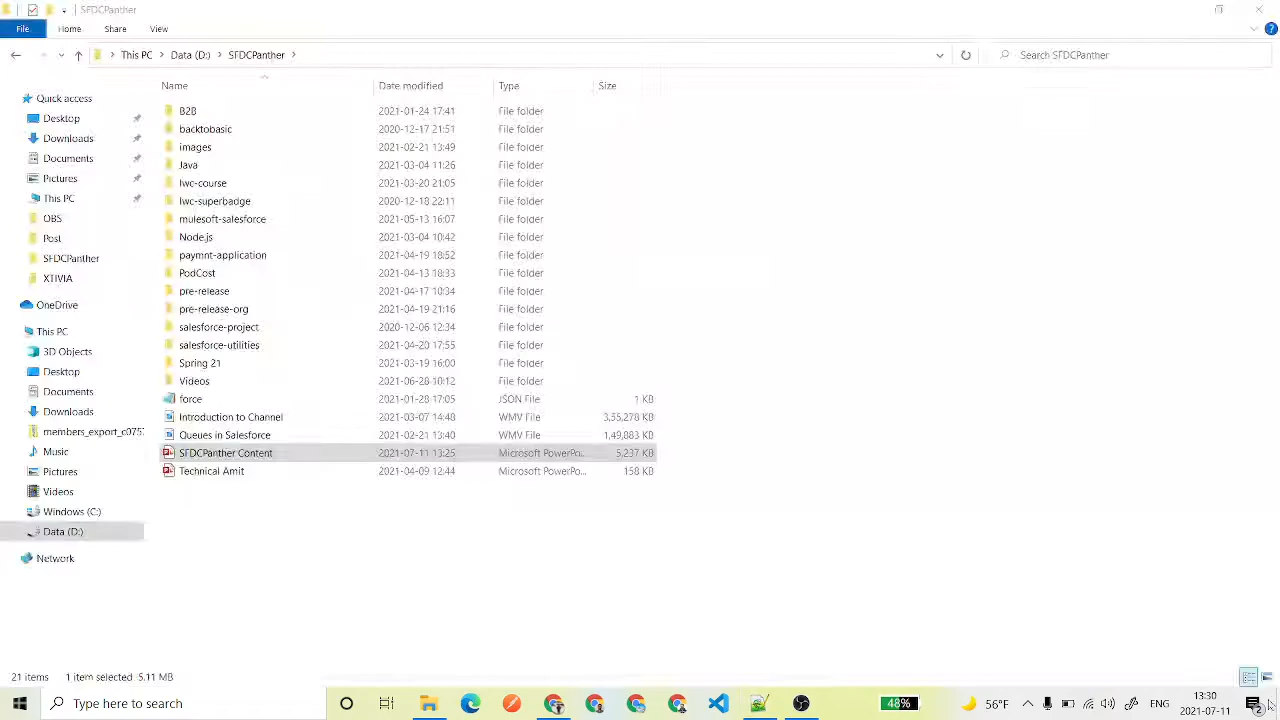 SFDCPanther
File Home Share View
This PC Data (D:) SFDCPanther Search SFDCPanther
Name Date modified Type Size
Quick access
Desktop
Downloads
Documents
Pictures
This PC
OBS
Post
SFDCPanther
XTIVIA
OneDrive
This PC
3D Objects
Desktop
Documents
Downloads
members_export_c075
Music
Pictures
Videos
Windows (C:)
Data (D:)
Network
B2B 2021-01-24 17:41 File folder
backtobasic 2020-12-17 21:51 File folder
images 2021-02-21 13:49 File folder
Java 2021-03-04 11:26 File folder
lwc-course 2021-03-20 21:05 File folder
lwc-superbadge 2020-12-18 22:11 File folder
mulesoft-salesforce 2021-05-13 16:07 File folder
Node.js 2021-03-04 10:42 File folder
paymnt-application 2021-04-19 18:52 File folder
PodCost 2021-04-13 18:33 File folder
pre-release 2021-04-17 10:34 File folder
pre-release-org 2021-04-19 21:16 File folder
salesforce-project 2020-12-06 12:34 File folder
salesforce-utilities 2021-04-20 17:55 File folder
Spring 21 2021-03-19 16:00 File folder
Videos 2021-06-28 10:12 File folder
force 2021-01-28 17:05 JSON File 1 KB
Introduction to Channel 2021-03-07 14:48 WMV File 3,55,278 KB
Queues in Salesforce 2021-02-21 13:40 WMV File 1,49,883 KB
SFDCPanther Content 2021-07-11 13:25 Microsoft PowerPo... 5,237 KB
Technical Amit 2021-04-09 12:44 Microsoft PowerPo... 158 KB
21 items 1 item selected 5.11 MB
Type here to search
48%
56°F
ENG
13:30
2021-07-11
2